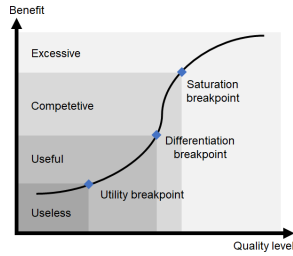 Benefit
Excessive
Saturation
breakpoint
Competetive
Differentiation
breakpoint
Useful
Utility breakpoint
Useless
Quality level